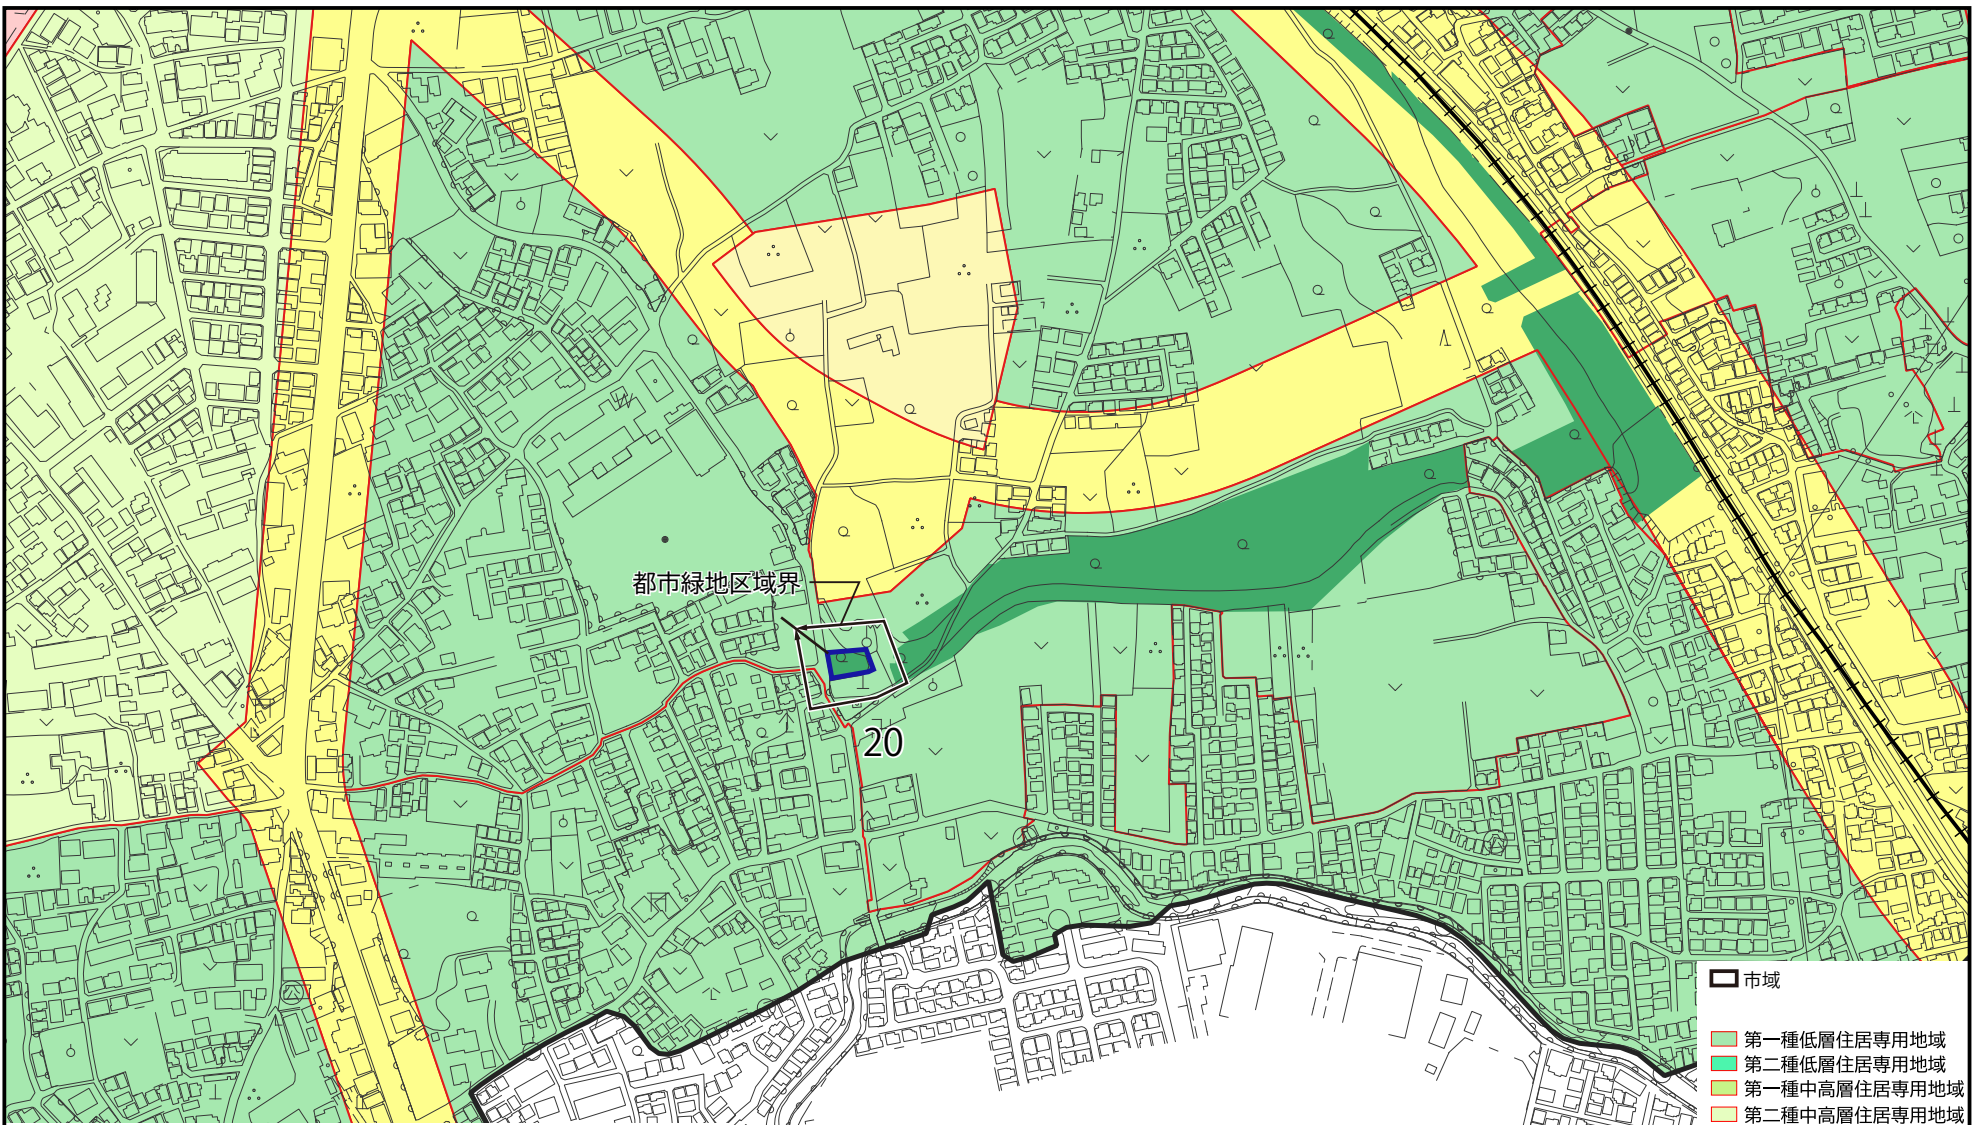 都市緑地区域界
20
市域
第一種低層住居専用地域
第二種低層住居専用地域
第一種中高層住居専用地域
第二種中高層住居専用地域